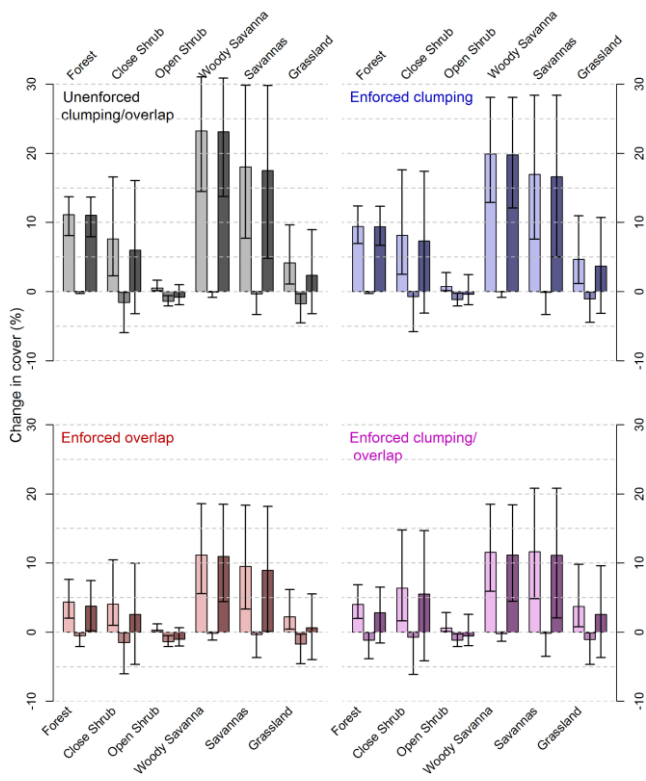 Forest
Close Shrub
Open Shrub
Woody Savanna
Savannas
Grassland
Forest
Close Shrub
Open Shrub
Woody Savanna
Savannas
Grassland
30
20
10
0
-10
Unenforced
clumping/overlap
Enforced clumping
30
20
10
0
-10
Change in cover (%)
30
20
10
0
-10
Enforced overlap
Enforced clumping/
overlap
30
20
10
0
-10
Forest
Close Shrub
Open Shrub
Woody Savanna
Savannas
Grassland
Forest
Close Shrub
Open Shrub
Woody Savanna
Savannas
Grassland